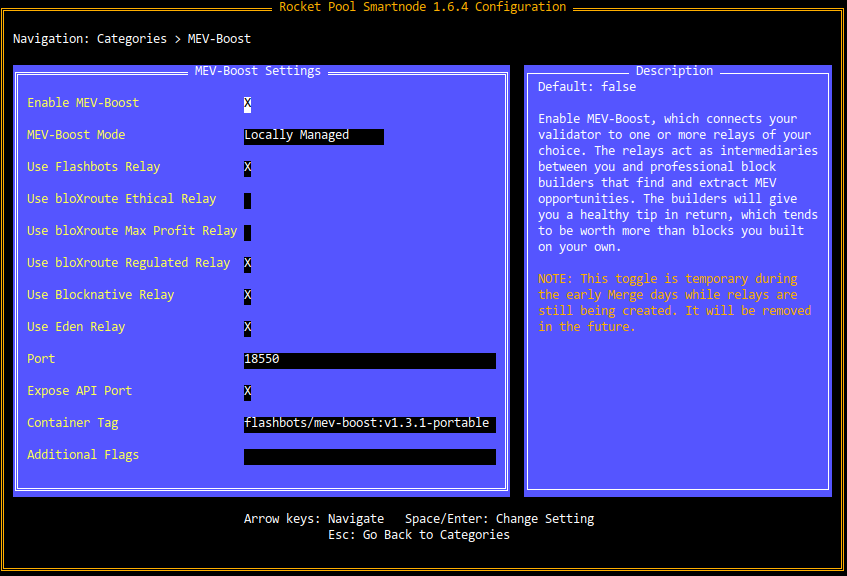 Rocket Pool Smartnode 1.6.4 Configuration
Navigation: Categories > MEV-Boost
MEV-Boost Settings
Enable MEV-Boost X
MEV-Boost Mode Locally Managed
Use Flashbots Relay X
Use bloXroute Ethical Relay
Use bloXroute Max Profit Relay
Use bloXroute Regulated Relay X
Use Blocknative Relay X
Use Eden Relay X
Port 18550
Expose API Port X
Container Tag flashbots/mev-boost:v1.3.1-portable
Additional Flags
Description
Default: false
Enable MEV-Boost, which connects your
validator to one or more relays of your
choice. The relays act as intermediaries
between you and professional block
builders that find and extract MEV
opportunities. The builders will give
you a healthy tip in return, which tends
to be worth more than blocks you built
on your own.
NOTE: This toggle is temporary during
the early Merge days while relays are
still being created. It will be removed
in the future.
Arrow keys: Navigate Space/Enter: Change Setting
Esc: Go Back to Categories